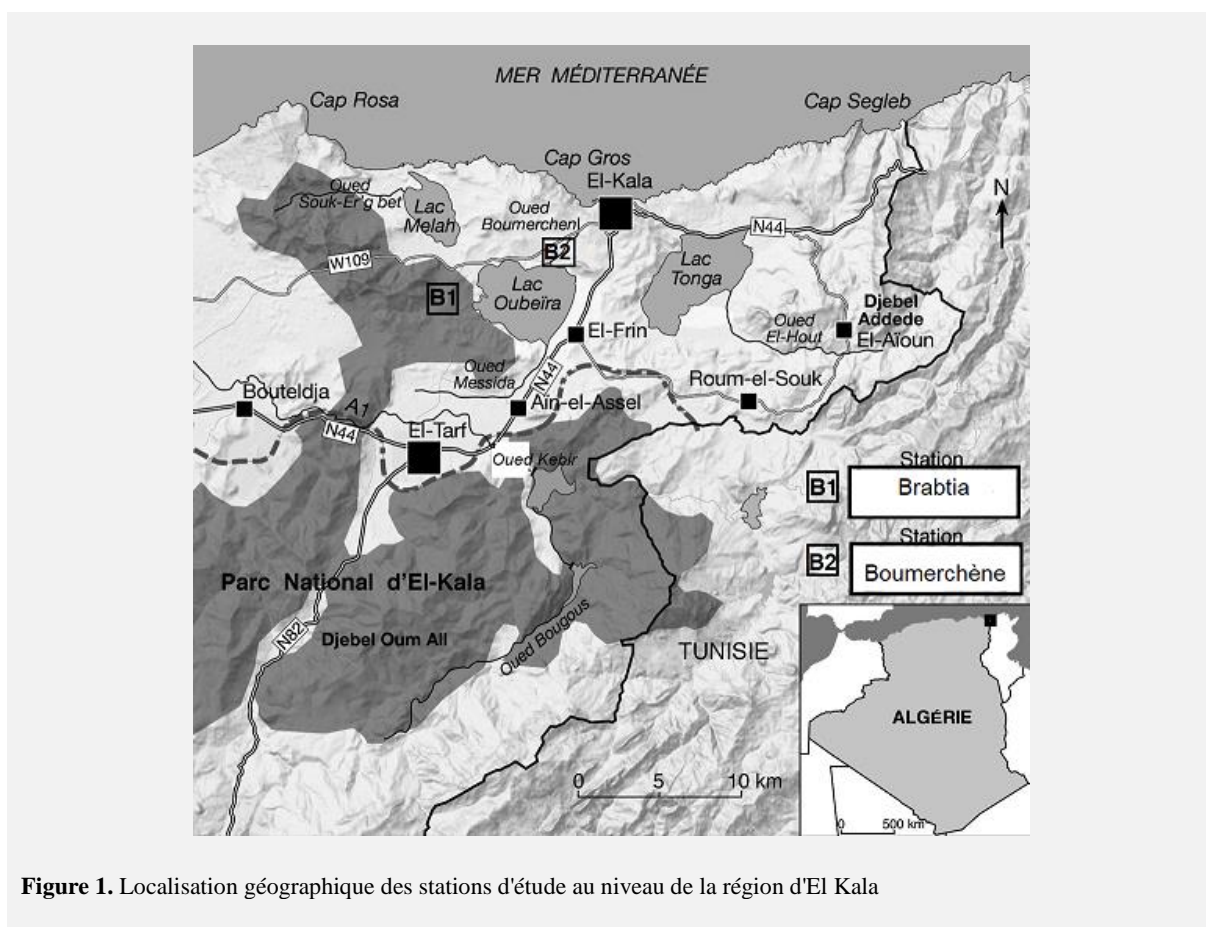 MER MÉDITERRANÉE
Cap Rosa
Cap Segleb
Cap Gros
El-Kala
N
Oued
Souk-Er'g bet
Lac
Melah
Oued
Boumerchenl
N44
B2
W109
Lac
Tonga
B1
Lac
Oubeïra
Djebel
Addede
El-Aïoun
Oued
El-Hout
El-Frin
Oued
Messida
N44
Roum-el-Souk
Bouteldja
A1
N44
Ain-el-Assel
El-Tarf
Oued Kebir
Station
B1
Brabtia
Station
B2
Boumerchène
Parc National d'El-Kala
Djebel Oum All
N82
Oued Bougous
TUNISIE
ALGÉRIE
0 5 10 km
0 500 km
Figure 1. Localisation géographique des stations d'étude au niveau de la région d'El Kala